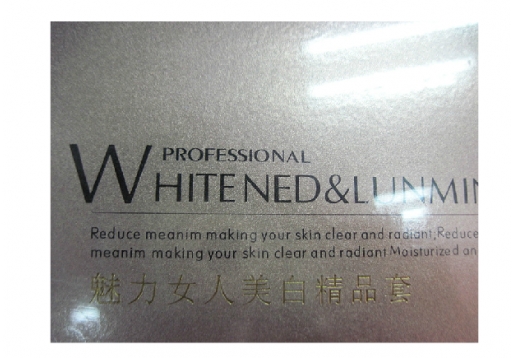 PROFESSIONAL
WHITENED&LUNMIN
Reduce meanim making your skin clear and radiant;Reduce
meanim making your skin clear and radiant Moisturized an
魅力女人美白精品套